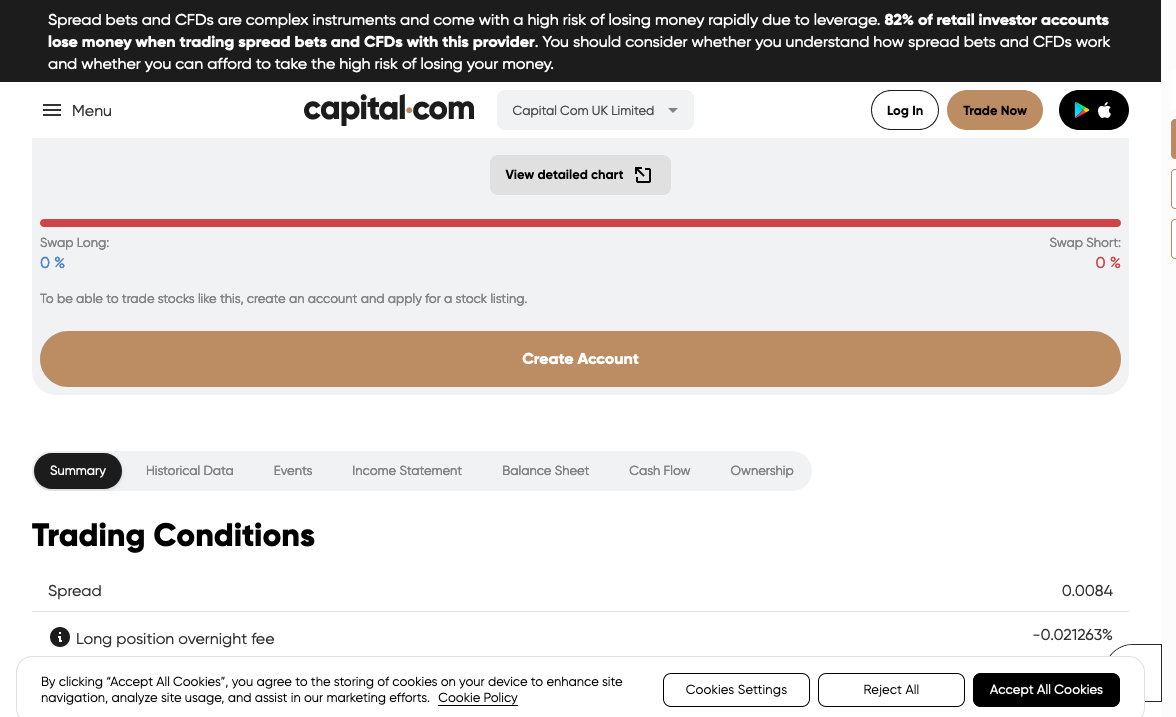 Spread bets and CFDs are complex instruments and come with a high risk of losing money rapidly due to leverage. 82% of retail investor accounts
lose money when trading spread bets and CFDs with this provider. You should consider whether you understand how spread bets and CFDs work
and whether you can afford to take the high risk of losing your money.
Menu
capital.com
Capital Com UK Limited
Log In
Trade Now
View detailed chart
Swap Long:
Swap Short:
0 %
0 %
To be able to trade stocks like this, create an account and apply for a stock listing.
Create Account
Summary
Historical Data
Events
Income Statement
Balance Sheet
Cash Flow
Ownership
Trading Conditions
Spread
0.0084
Long position overnight fee
-0.021263%
By clicking “Accept All Cookies”, you agree to the storing of cookies on your device to enhance site
navigation, analyze site usage, and assist in our marketing efforts. Cookie Policy
Cookies Settings
Reject All
Accept All Cookies